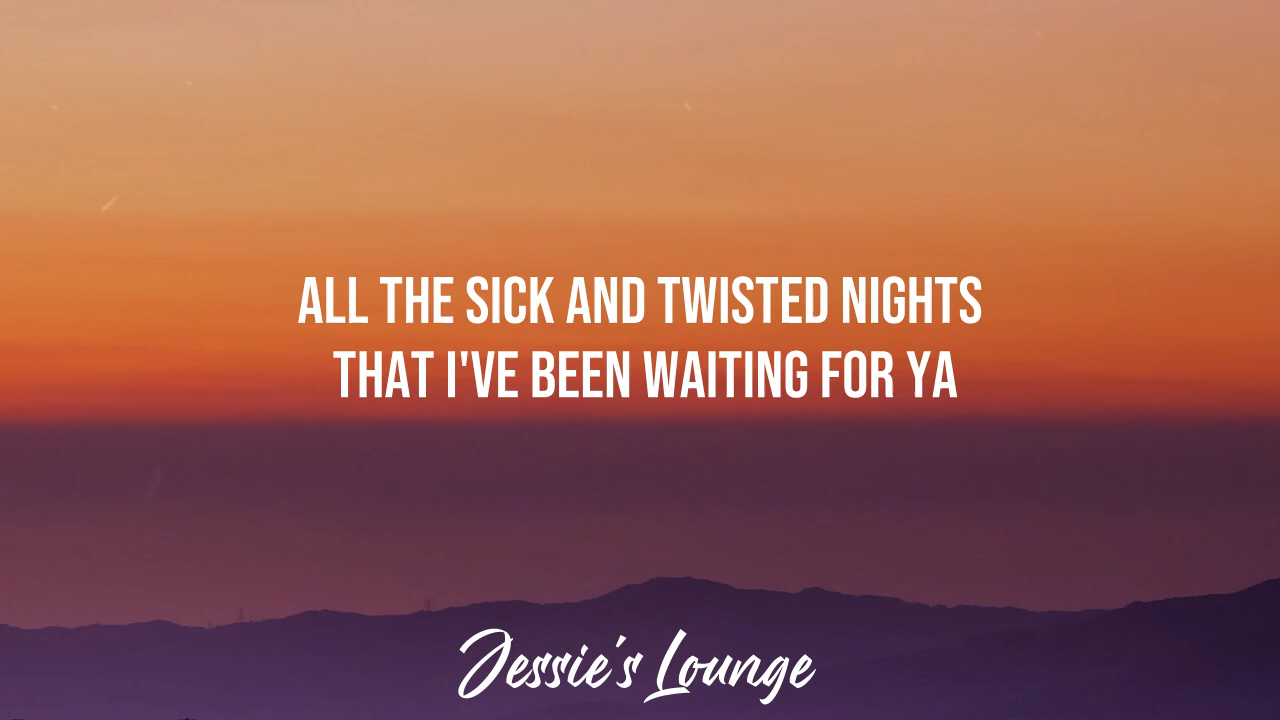 ALL THE SICK AND TWISTED NIGHTS
THAT I'VE BEEN WAITING FOR YA
Jessie's Lounge